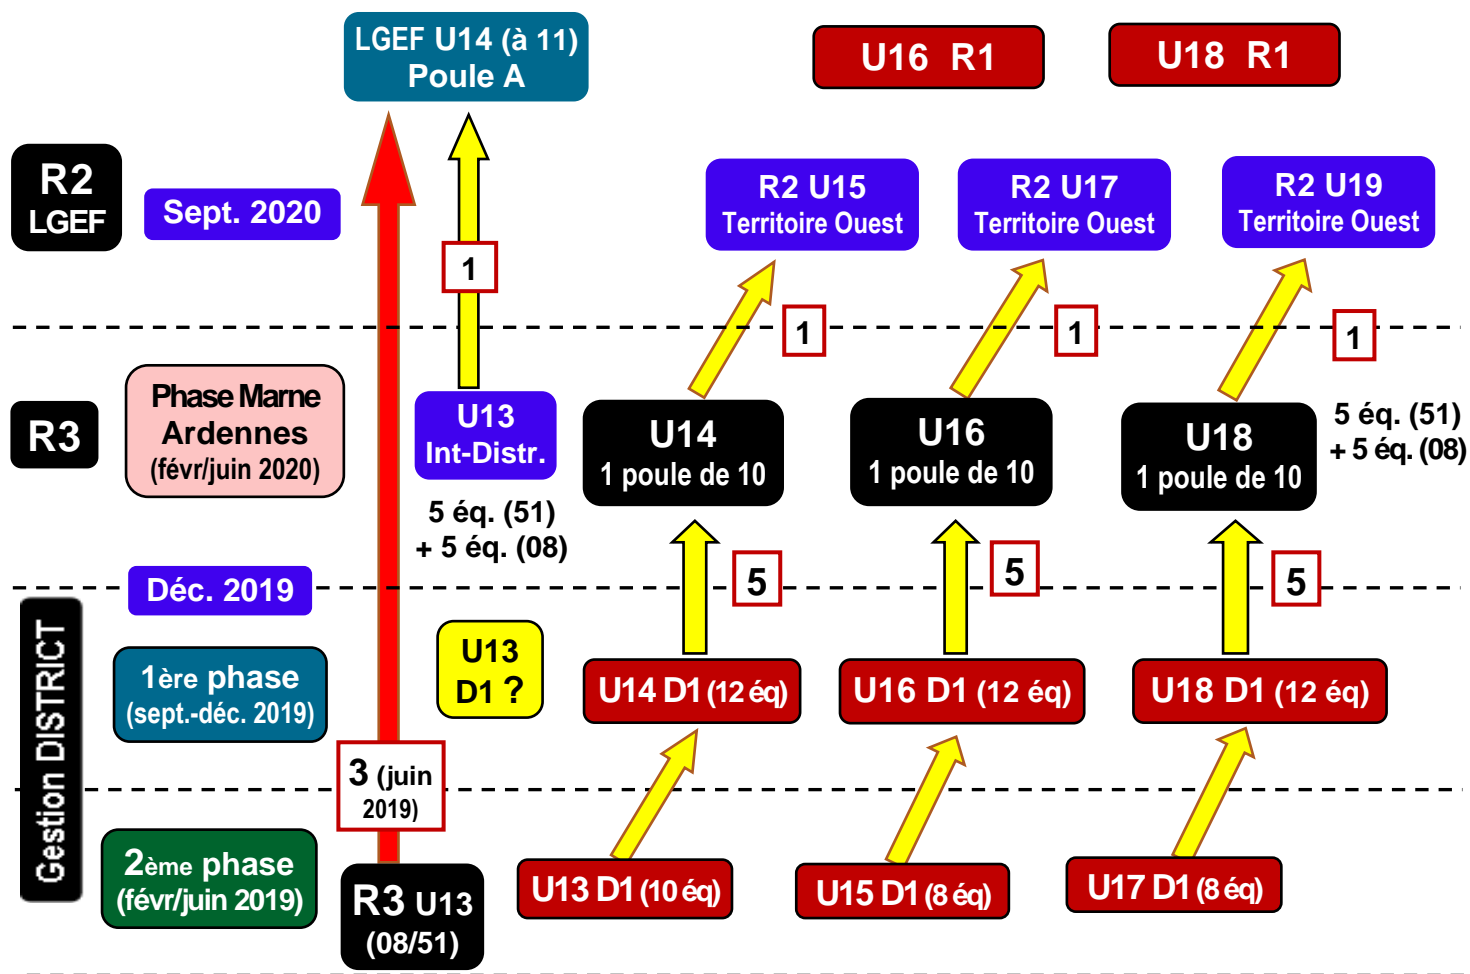 LGEF U14 (à 11)
Poule A
U16 R1
U18 R1
R2
LGEF
Sept. 2020
1
R2 U15
Territoire Ouest
R2 U17
Territoire Ouest
R2 U19
Territoire Ouest
1
1
1
R3
Phase Marne
Ardennes
(févr/juin 2020)
U13
Int-Distr.
5 éq. (51)
+ 5 éq. (08)
U14
1 poule de 10
U16
1 poule de 10
U18
1 poule de 10
5 éq. (51)
+ 5 éq. (08)
5
5
5
Déc. 2019
Gestion DISTRICT
1ère phase
(sept.-déc. 2019)
U13
D1 ?
U14 D1 (12 éq)
U16 D1 (12 éq)
U18 D1 (12 éq)
3 (juin
2019)
2ème phase
(févr/juin 2019)
R3 U13
(08/51)
U13 D1 (10 éq)
U15 D1 (8 éq)
U17 D1 (8 éq)